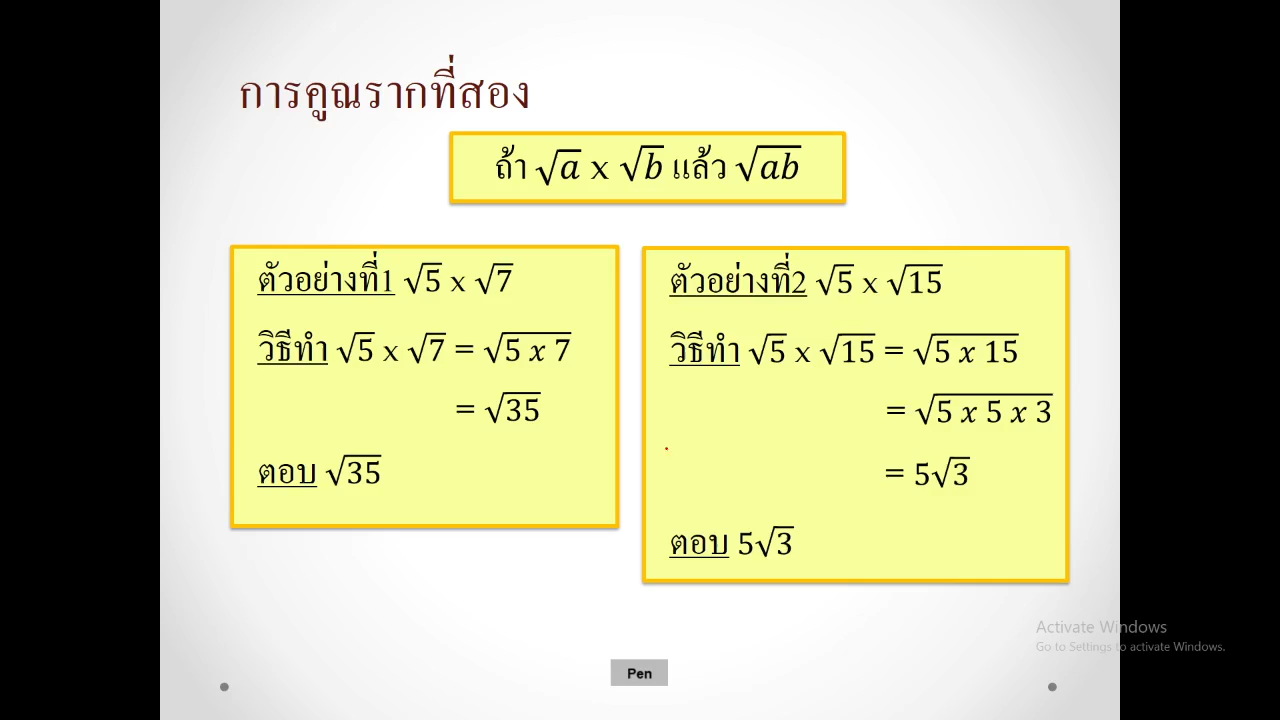 การคูณรากที่สอง
ถ้า √a x √b แล้ว √ab
ตัวอย่างที่1 √5 x √7
วิธีทำ √5 x √7 = √5 x 7
= √35
ตอบ √35
ตัวอย่างที่2 √5 x √15
วิธีทำ √5 x √15 = √5 x 15
= √5 x 5 x 3
= 5√3
ตอบ 5√3
Activate Windows
Go to Settings to activate Windows.
Pen